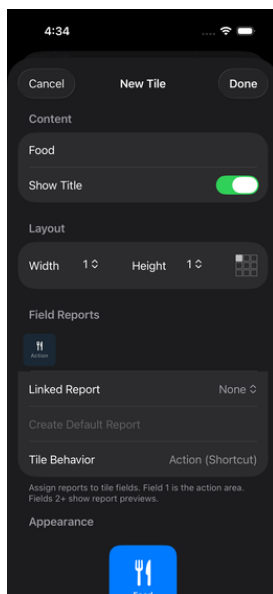 4:34
Cancel New Tile Done
Content
Food
Show Title
Layout
Width 1 Height 1
Field Reports
Action
Linked Report None
Create Default Report
Tile Behavior Action (Shortcut)
Assign reports to tile fields. Field 1 is the action area.
Fields 2+ show report previews.
Appearance
Food